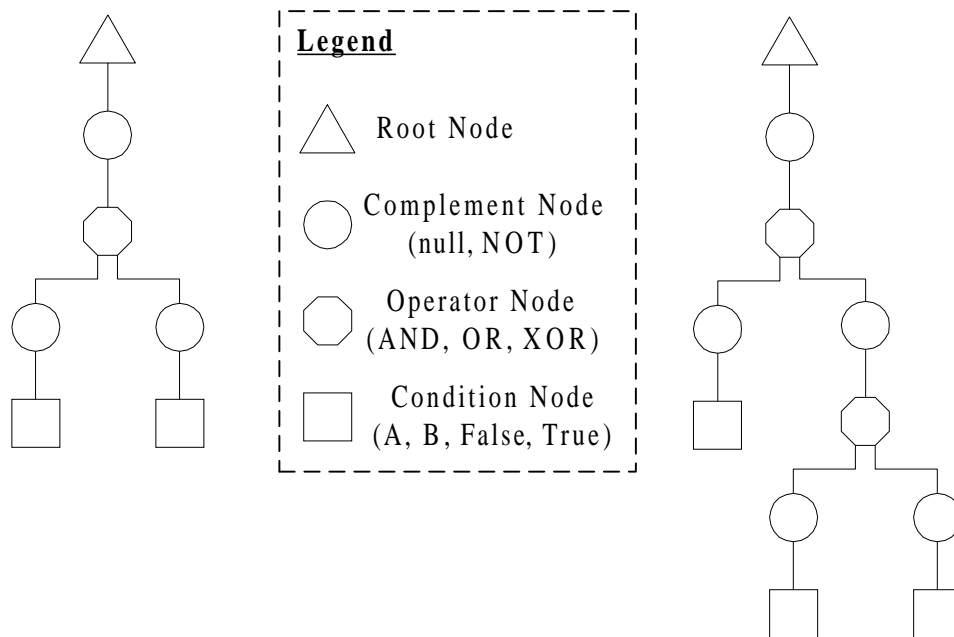 Legend
Root Node
Complement Node
(null, NOT)
Operator Node
(AND, OR, XOR)
Condition Node
(A, B, False, True)